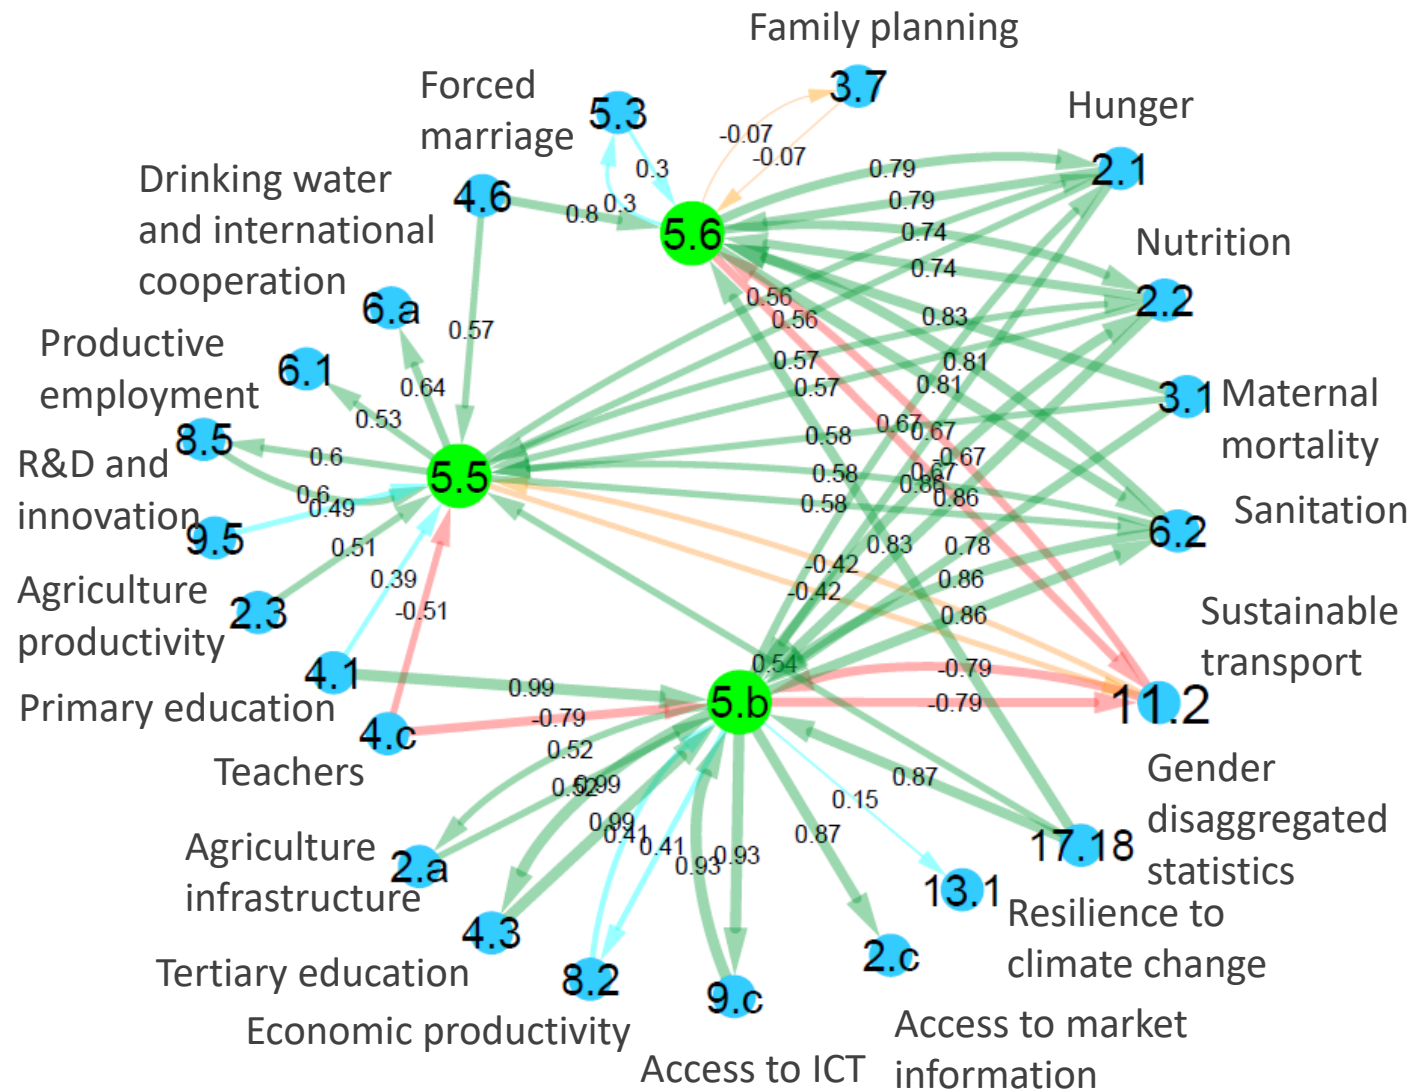 Family planning
3.7
Forced
marriage
5.3
Hunger
2.1
-0.07
-0.07
0.79
0.3
0.3
Drinking water
and international
cooperation
4.6
0.8
5.6
0.79
0.74
0.74
Nutrition
2.2
6.a
0.57
0.56
0.56
0.83
Productive
employment
6.1
0.64
0.53
0.57
0.57
0.81
0.81
3.1
Maternal
mortality
8.5
0.6
0.58
0.67
0.67
-0.67
0.67
R&D and
innovation
5.5
0.6
0.49
0.58
0.58
0.86
0.86
Sanitation
6.2
9.5
0.51
0.83
0.78
Agriculture
productivity
2.3
0.39
-0.51
-0.42
-0.42
0.86
0.86
Sustainable
transport
4.1
Primary education
0.99
0.54
-0.79
4.c
-0.79
5.b
-0.79
11.2
Teachers
0.52
0.52
0.99
0.99
0.41
0.41
0.93
0.93
0.87
0.15
0.87
Gender
disaggregated
statistics
17.18
Agriculture
infrastructure
2.a
13.1
Resilience to
climate change
4.3
Tertiary education
8.2
2.c
9.c
Economic productivity
Access to market
information
Access to ICT